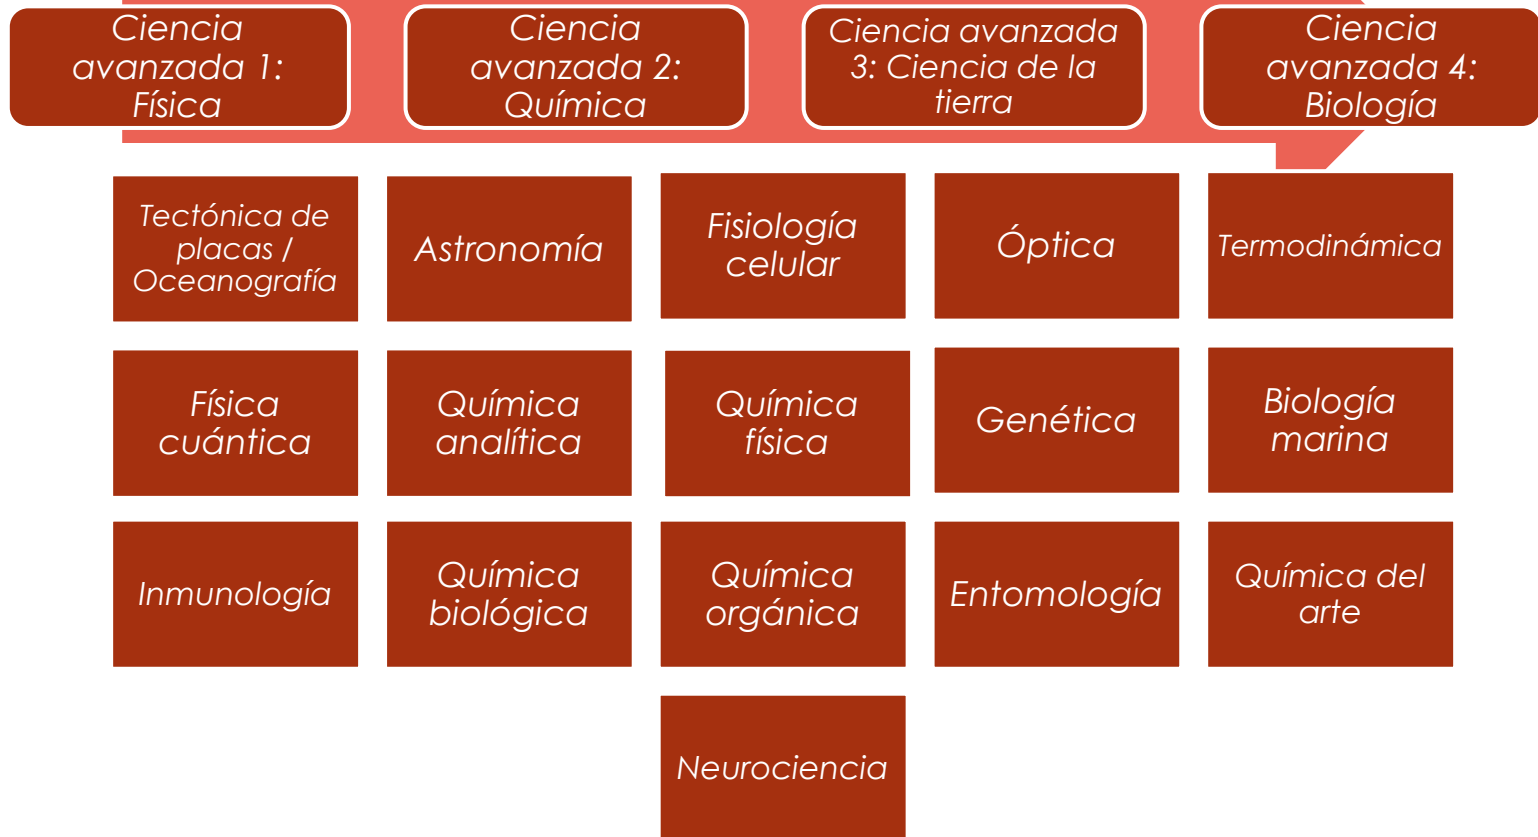 Ciencia
avanzada 1:
Física
Ciencia
avanzada 2:
Química
Ciencia avanzada
3: Ciencia de la
tierra
Ciencia
avanzada 4:
Biología
Tectónica de
placas /
Oceanografía
Astronomía
Fisiología
celular
Óptica
Termodinámica
Física
cuántica
Química
analítica
Química
física
Genética
Biología
marina
Inmunología
Química
biológica
Química
orgánica
Entomología
Química del
arte
Neurociencia